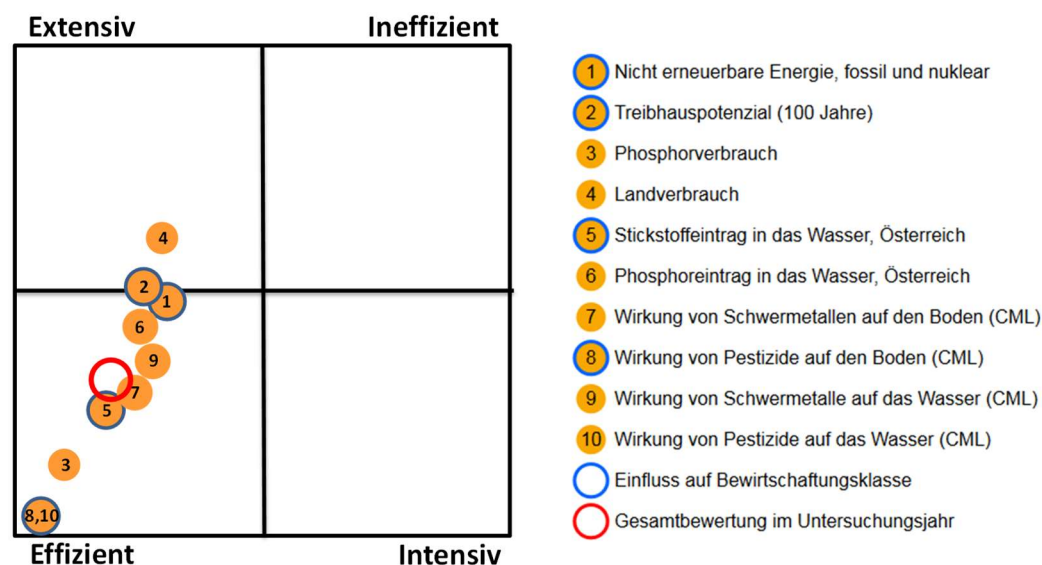 Extensiv
Ineffizient
4
2
1
6
9
7
5
3
8,10
Effizient
Intensiv
1 Nicht erneuerbare Energie, fossil und nuklear
2 Treibhauspotenzial (100 Jahre)
3 Phosphorverbrauch
4 Landverbrauch
5 Stickstoffeintrag in das Wasser, Österreich
6 Phosphoreintrag in das Wasser, Österreich
7 Wirkung von Schwermetallen auf den Boden (CML)
8 Wirkung von Pestizide auf den Boden (CML)
9 Wirkung von Schwermetalle auf das Wasser (CML)
10 Wirkung von Pestizide auf das Wasser (CML)
Einfluss auf Bewirtschaftungsklasse
Gesamtbewertung im Untersuchungsjahr